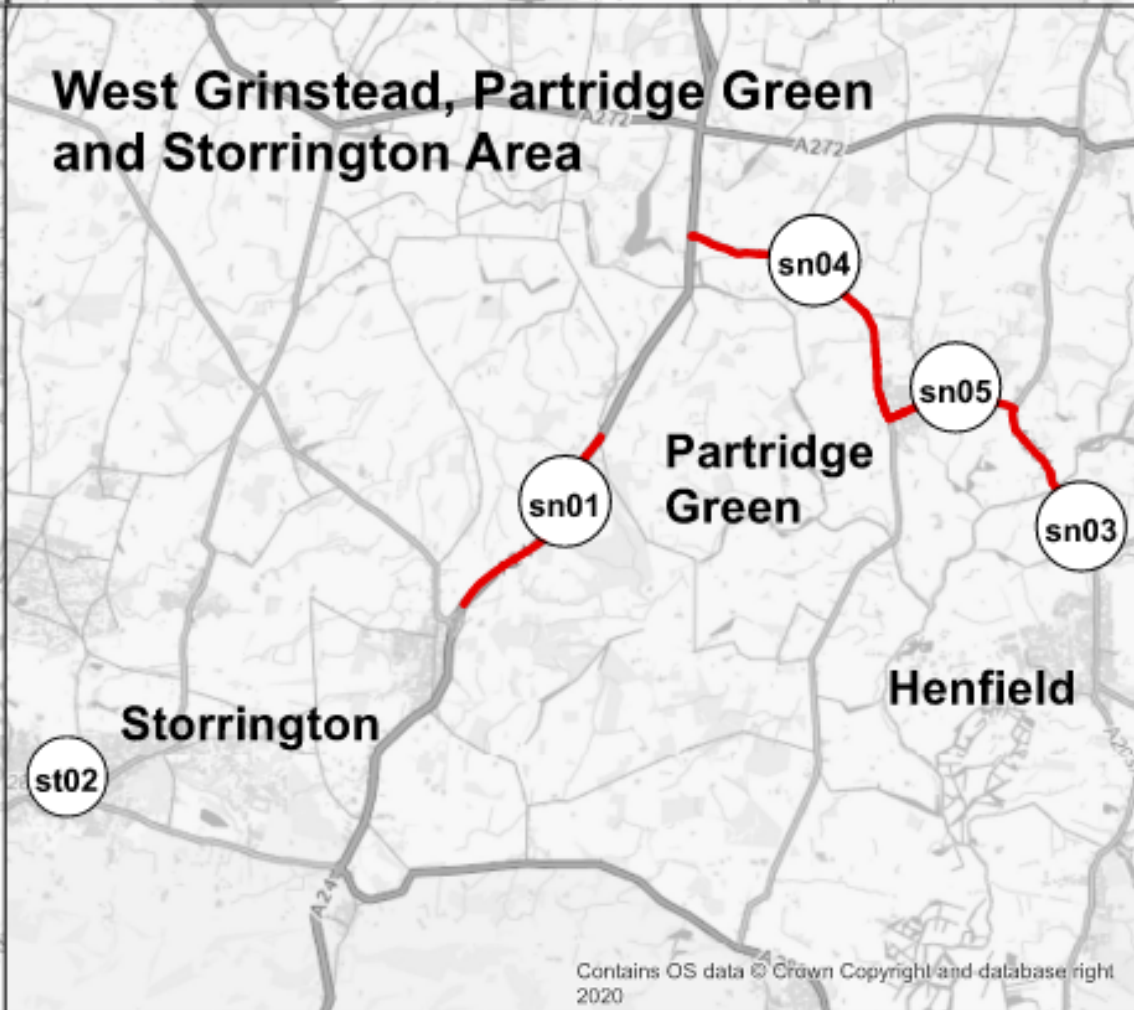 West Grinstead, Partridge Green
and Storrington Area
A272
A272
sn04
sn05
Partridge
Green
sn01
sn03
Henfield
Storrington
st02
Contains OS data © Crown Copyright and database right
2020